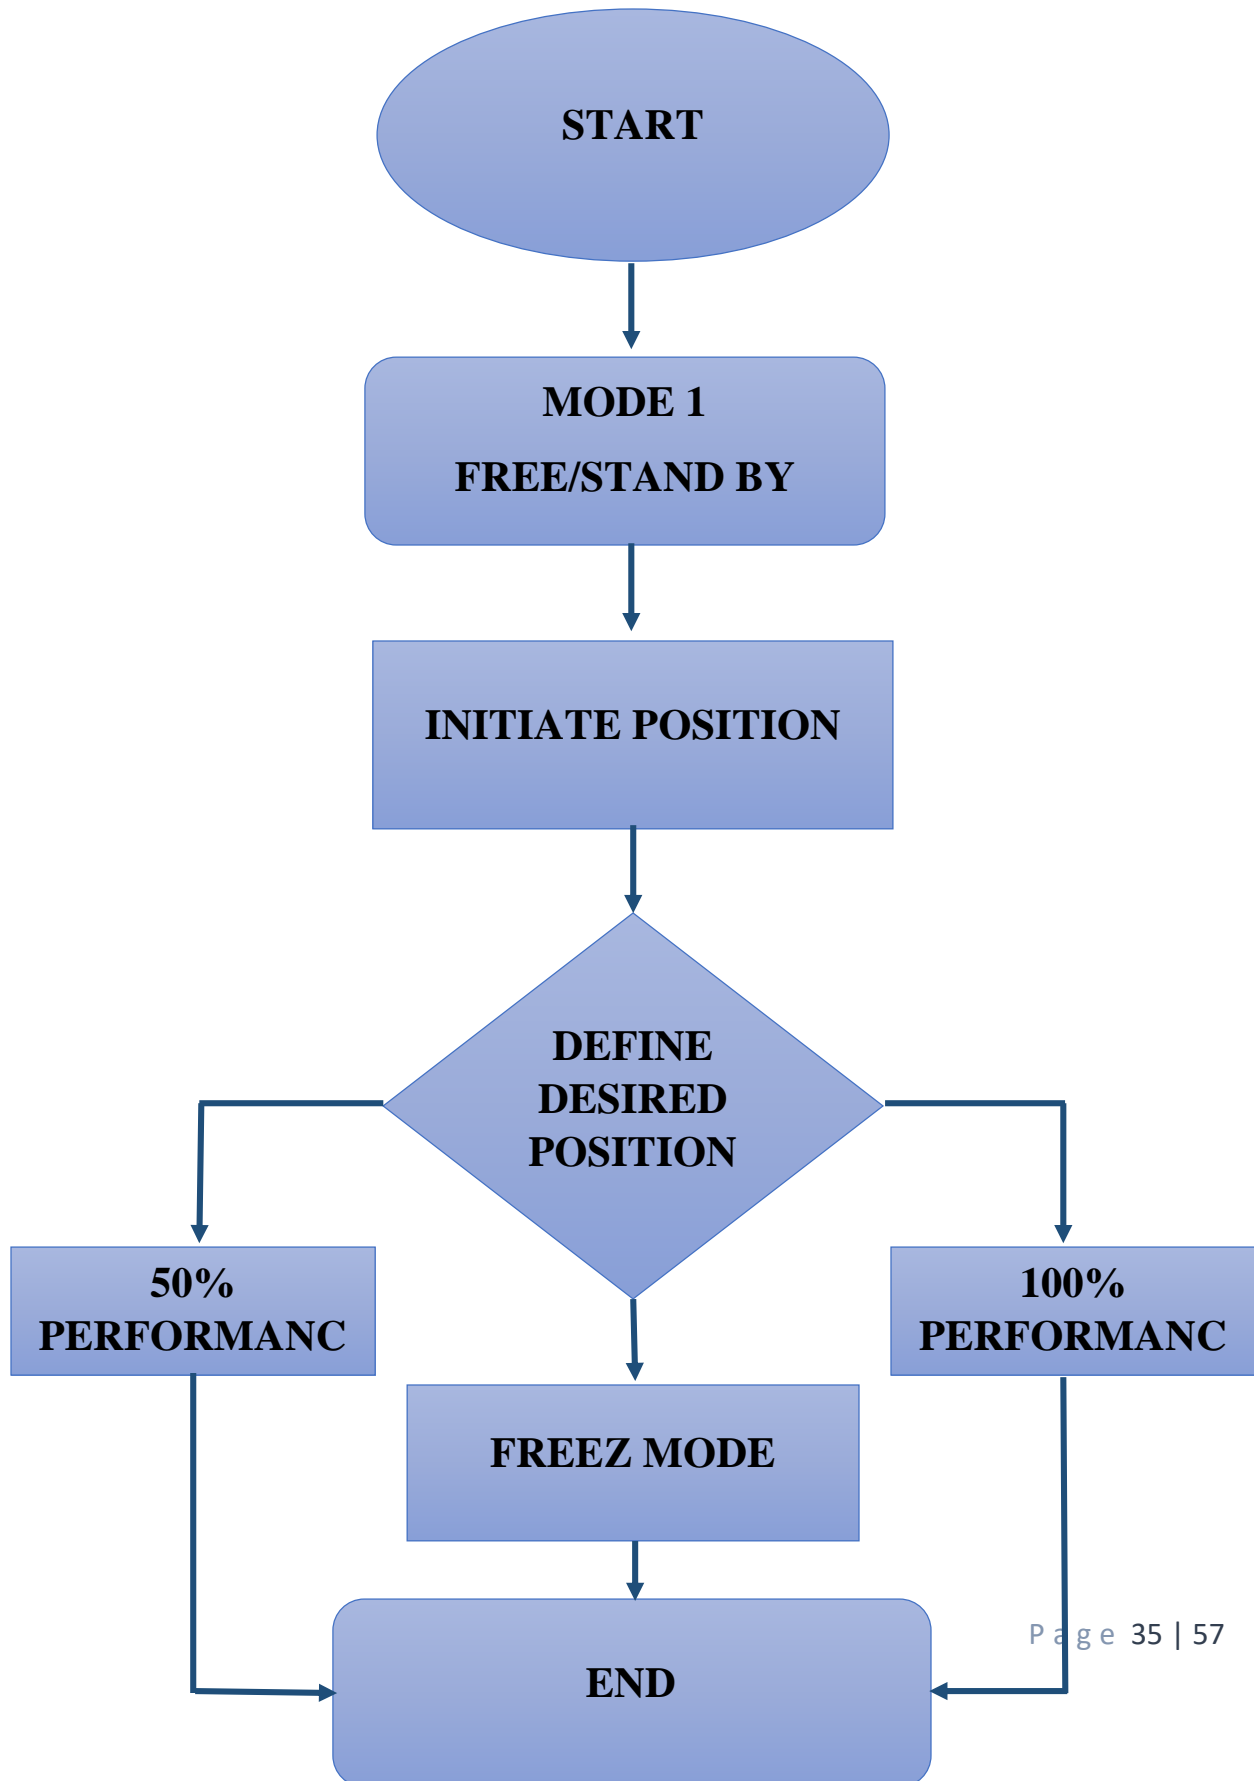 START
MODE 1
FREE/STAND BY
INITIATE POSITION
DEFINE
DESIRED
POSITION
50%
PERFORMANC
100%
PERFORMANC
FREEZ MODE
Page 35 | 57
END